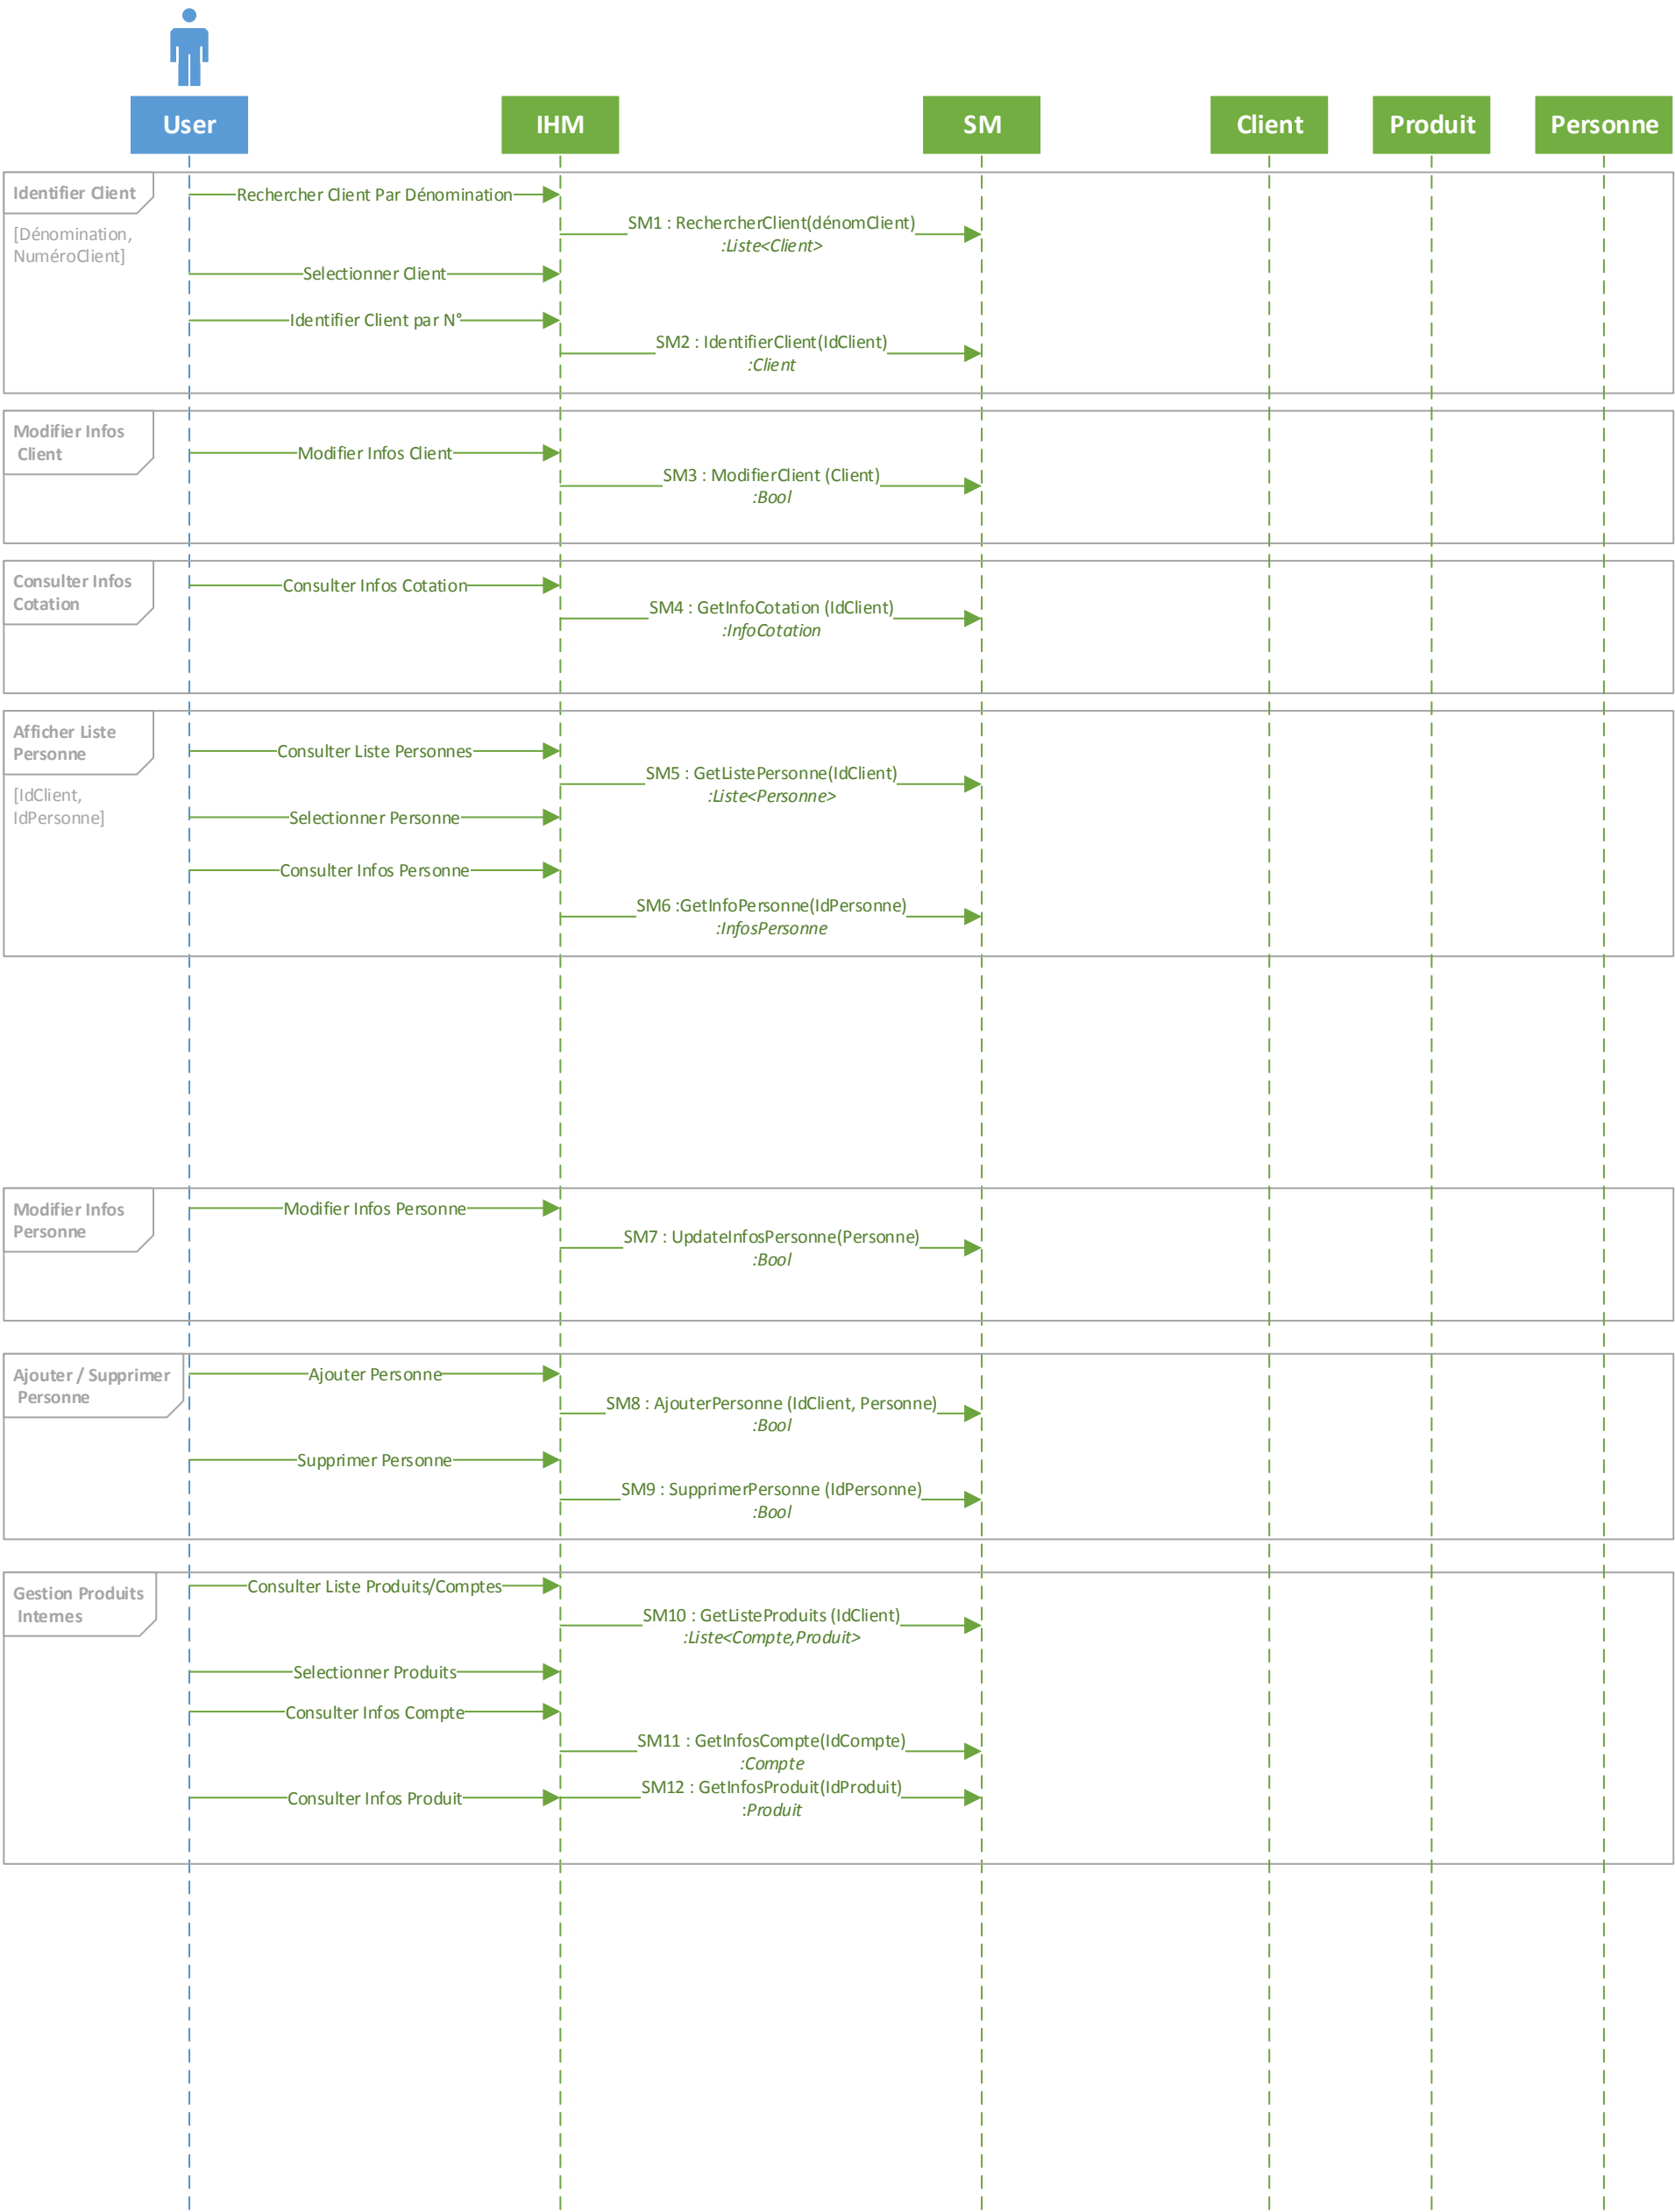 User
IHM
SM
Client
Produit
Personne
Identifier Client
[Dénomination,
NuméroClient]
Rechercher Client Par Dénomination
SM1 : RechercherClient(dénomClient)
:Liste<Client>
Selectionner Client
Identifier Client par N°
SM2 : IdentifierClient(IdClient)
:Client
Modifier Infos
Client
Modifier Infos Client
SM3 : ModifierClient (Client)
:Bool
Consulter Infos
Cotation
Consulter Infos Cotation
SM4 : GetInfoCotation (IdClient)
:InfoCotation
Afficher Liste
Personne
[IdClient,
IdPersonne]
Consulter Liste Personnes
SM5 : GetListePersonne(IdClient)
:Liste<Personne>
Selectionner Personne
Consulter Infos Personne
SM6 :GetInfoPersonne(IdPersonne)
:InfosPersonne
Modifier Infos
Personne
Modifier Infos Personne
SM7 : UpdateInfosPersonne(Personne)
:Bool
Ajouter / Supprimer
Personne
Ajouter Personne
SM8 : AjouterPersonne (IdClient, Personne)
:Bool
Supprimer Personne
SM9 : SupprimerPersonne (IdPersonne)
:Bool
Gestion Produits
Internes
Consulter Liste Produits/Comptes
SM10 : GetListeProduits (IdClient)
:Liste<Compte,Produit>
Selectionner Produits
Consulter Infos Compte
SM11 : GetInfosCompte(IdCompte)
:Compte
Consulter Infos Produit
SM12 : GetInfosProduit(IdProduit)
:Produit